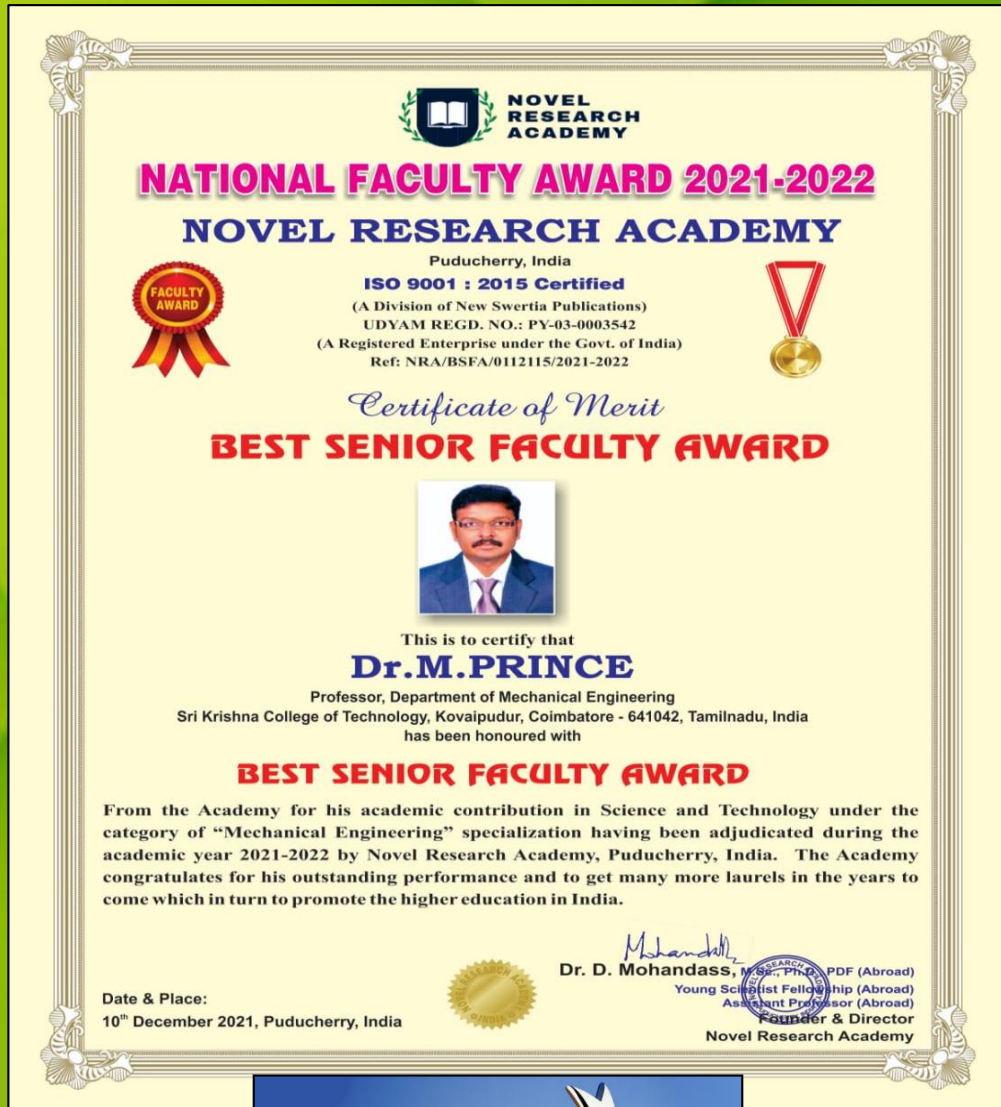 NOVEL
RESEARCH
ACADEMY
NATIONAL FACULTY AWARD 2021-2022
NOVEL RESEARCH ACADEMY
Puducherry, India
FACULTY
AWARD
ISO 9001 : 2015 Certified
(A Division of New Swertia Publications)
UDYAM REGD. NO.: PY-03-0003542
(A Registered Enterprise under the Govt. of India)
Ref: NRA/BSFA/0112115/2021-2022
Certificate of Merit
BEST SENIOR FACULTY AWARD
This is to certify that
Dr.M.PRINCE
Professor, Department of Mechanical Engineering
Sri Krishna College of Technology, Kovaipudur, Coimbatore - 641042, Tamilnadu, India
has been honoured with
BEST SENIOR FACULTY AWARD
From the Academy for his academic contribution in Science and Technology under the
category of “Mechanical Engineering” specialization having been adjudicated during the
academic year 2021-2022 by Novel Research Academy, Puducherry, India. The Academy
congratulates for his outstanding performance and to get many more laurels in the years to
come which in turn to promote the higher education in India.
Dr. D. Mohandass, M.Sc., Ph.D., PDF (Abroad)
Young Scientist Fellowship (Abroad)
Assistant Professor (Abroad)
Founder & Director
Novel Research Academy
Date & Place:
10th December 2021, Puducherry, India